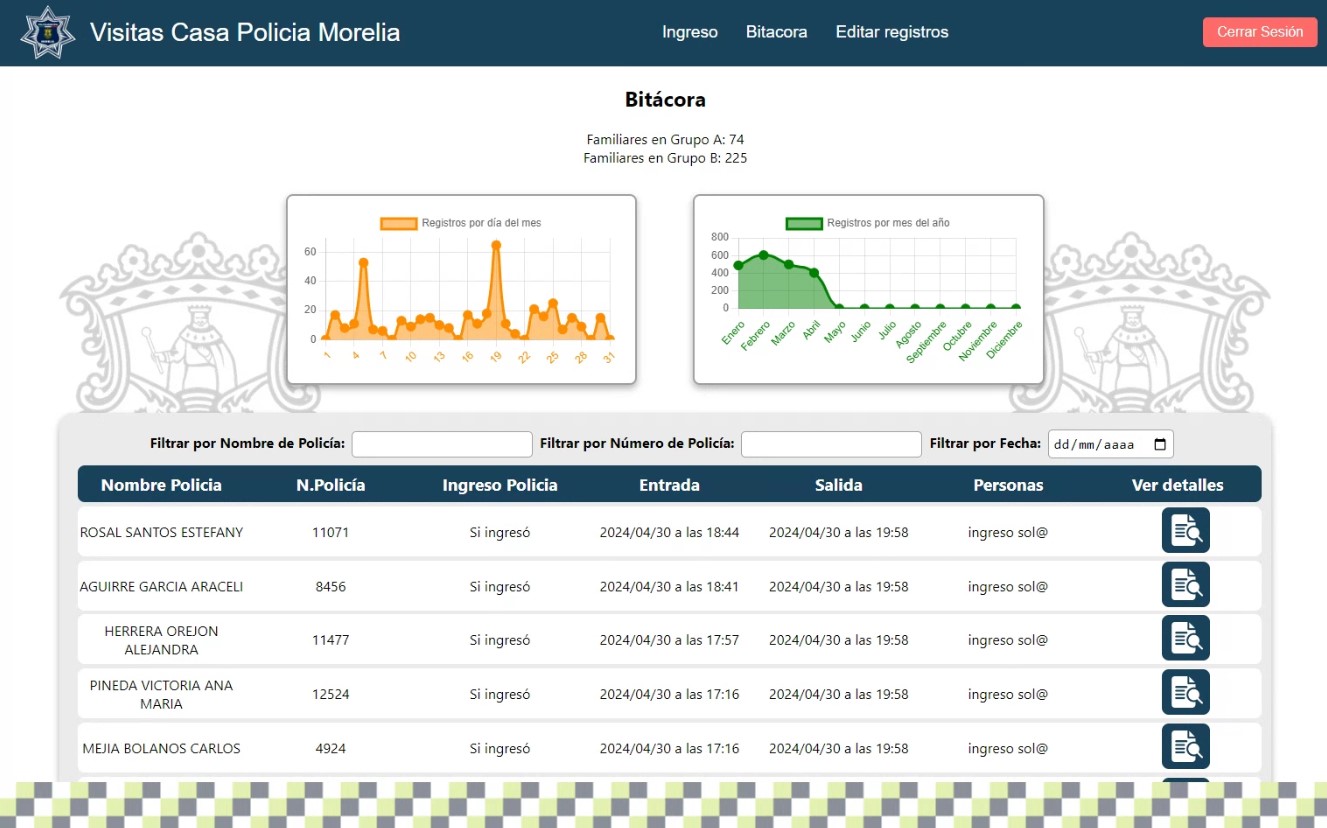 Visitas Casa Policia Morelia
Ingreso Bitacora Editar registros
Cerrar Sesión
Bitácora
Familiares en Grupo A: 74
Familiares en Grupo B: 225
Registros por día del mes
60
40
20
0
1 4 7 10 13 16 19 22 25 28 31
Registros por mes del año
800
600
400
200
0
Enero Febrero Marzo Abril Mayo Junio Julio Agosto Septiembre Octubre Noviembre Diciembre
Filtrar por Nombre de Policía: Filtrar por Número de Policía: Filtrar por Fecha: dd/mm/aaaa
Nombre Policia N.Policía Ingreso Policia Entrada Salida Personas Ver detalles
ROSAL SANTOS ESTEFANY 11071 Si ingresó 2024/04/30 a las 18:44 2024/04/30 a las 19:58 ingreso sol@
AGUIRRE GARCIA ARACELI 8456 Si ingresó 2024/04/30 a las 18:41 2024/04/30 a las 19:58 ingreso sol@
HERRERA OREJON
ALEJANDRA 11477 Si ingresó 2024/04/30 a las 17:57 2024/04/30 a las 19:58 ingreso sol@
PINEDA VICTORIA ANA
MARIA 12524 Si ingresó 2024/04/30 a las 17:16 2024/04/30 a las 19:58 ingreso sol@
MEJIA BOLANOS CARLOS 4924 Si ingresó 2024/04/30 a las 17:16 2024/04/30 a las 19:58 ingreso sol@